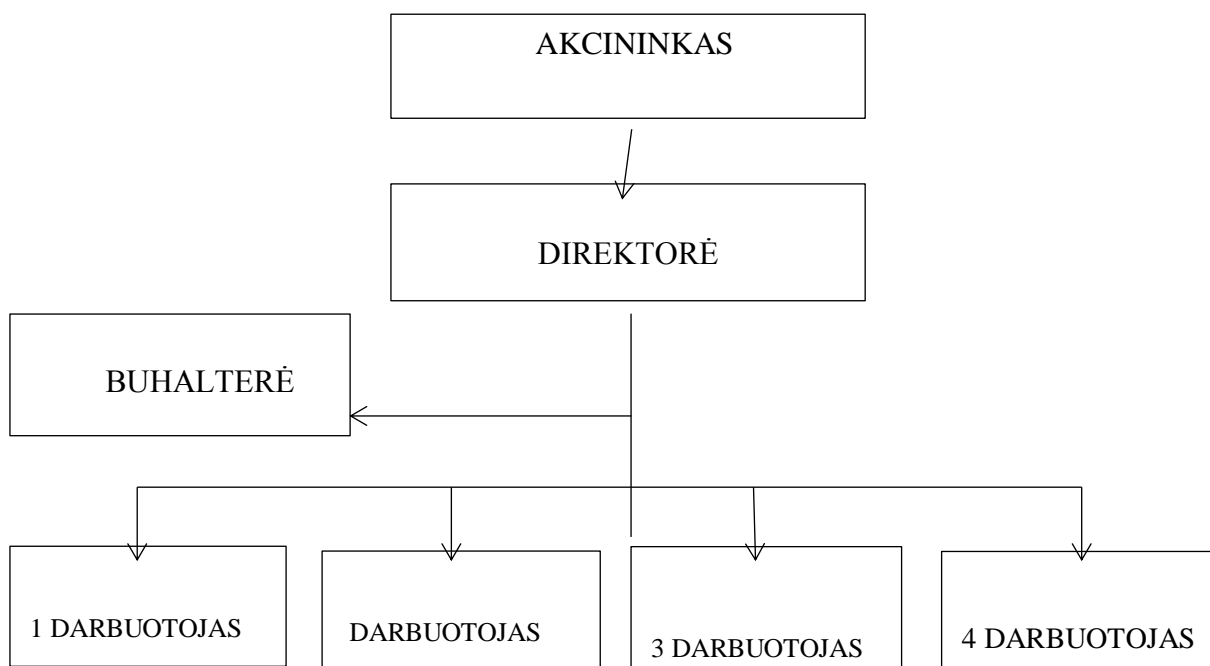 AKCININKAS
DIREKTORĖ
BUHALTERĖ
1 DARBUOTOJAS
DARBUOTOJAS
3 DARBUOTOJAS
4 DARBUOTOJAS